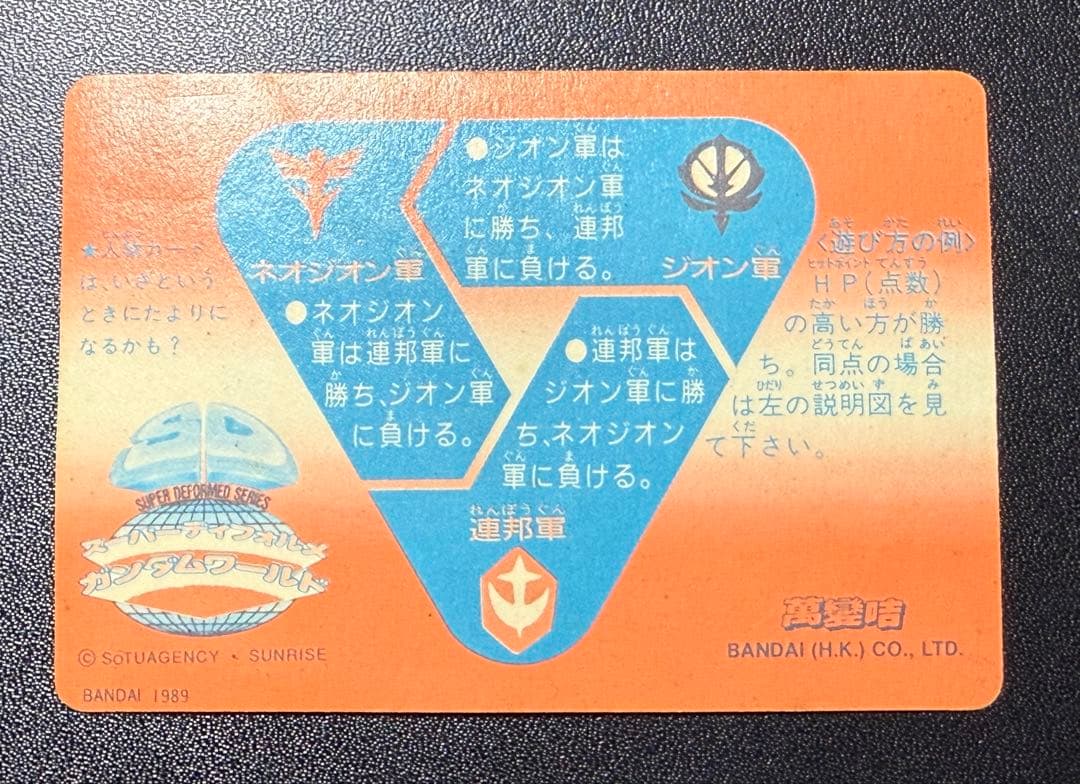 ●ジオン軍は
ネオジオン軍
に勝ち、連邦
軍に負ける。
ネオジオン軍
ジオン軍
●ネオジオン
軍は連邦軍に
勝ち、ジオン軍
に負ける。
●連邦軍は
ジオン軍に勝
ち、ネオジオン
軍に負ける。
連邦軍
カード
は、いざという
ときにたよりに
なるかも?
<遊び方の例>
HP(点数)
の高い方が勝
ち。同点の場合
は左の説明図を見
て下さい。
SUPER DEFORMED SERIES
スーパーディフォルメ
ガンダムワールド
© SOTUAGENCY・SUNRISE
BANDAI 1989
萬變咭
BANDAI (H.K.) CO., LTD.